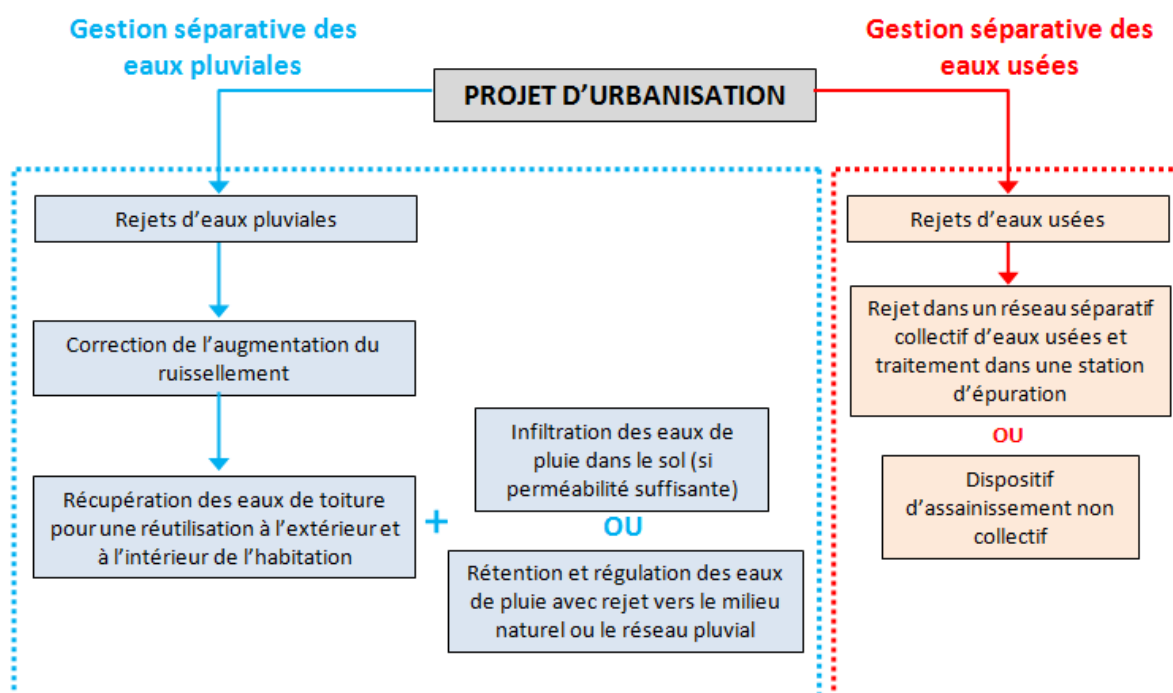 Gestion séparative des
eaux pluviales
Gestion séparative des
eaux usées
PROJET D'URBANISATION
Rejets d'eaux pluviales
Correction de l'augmentation du
ruissellement
Récupération des eaux de toiture
pour une réutilisation à l'extérieur et
à l'intérieur de l'habitation
+
Infiltration des eaux de
pluie dans le sol (si
perméabilité suffisante)
OU
Rétention et régulation des eaux
de pluie avec rejet vers le milieu
naturel ou le réseau pluvial
Rejets d'eaux usées
Rejet dans un réseau séparatif
collectif d'eaux usées et
traitement dans une station
d'épuration
OU
Dispositif
d'assainissement non
collectif